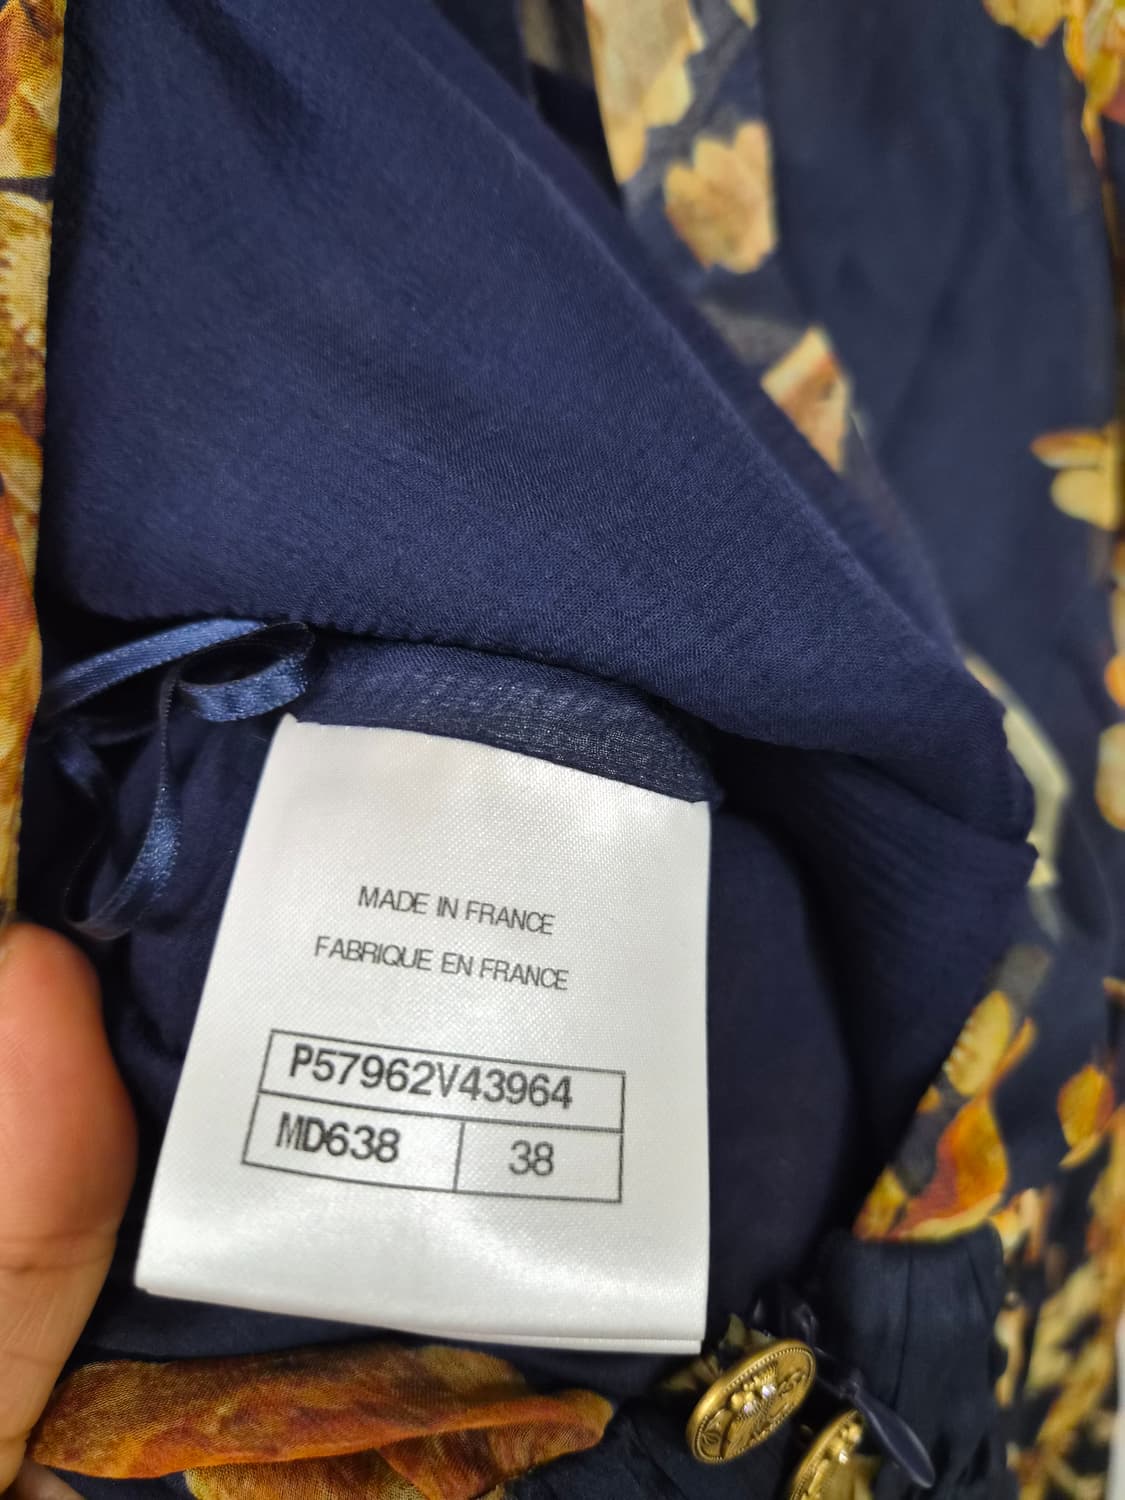 MADE IN FRANCE
FABRIQUE EN FRANCE
P57962V43964
MD638 38